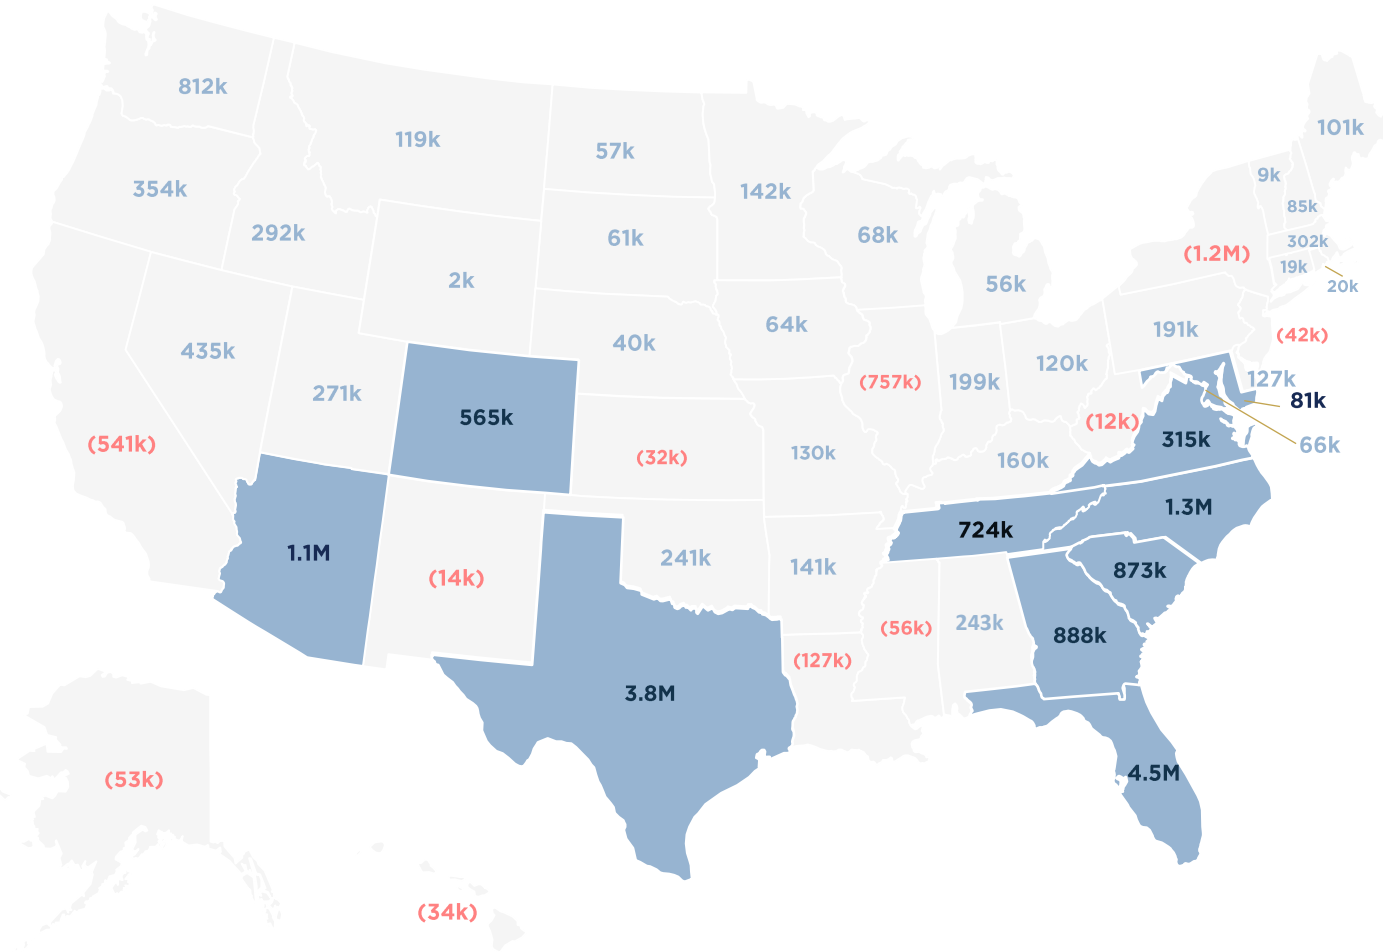 812k
119k
57k
101k
354k
142k
9k
85k
292k
61k
68k
302k
(1.2M)
19k
2k
56k
20k
435k
40k
64k
191k
(42k)
271k
(757k)
199k
120k
127k
81k
565k
(12k)
(541k)
(32k)
130k
160k
315k
66k
1.1M
724k
1.3M
(14k)
241k
141k
873k
(56k)
243k
888k
(127k)
3.8M
4.5M
(53k)
(34k)